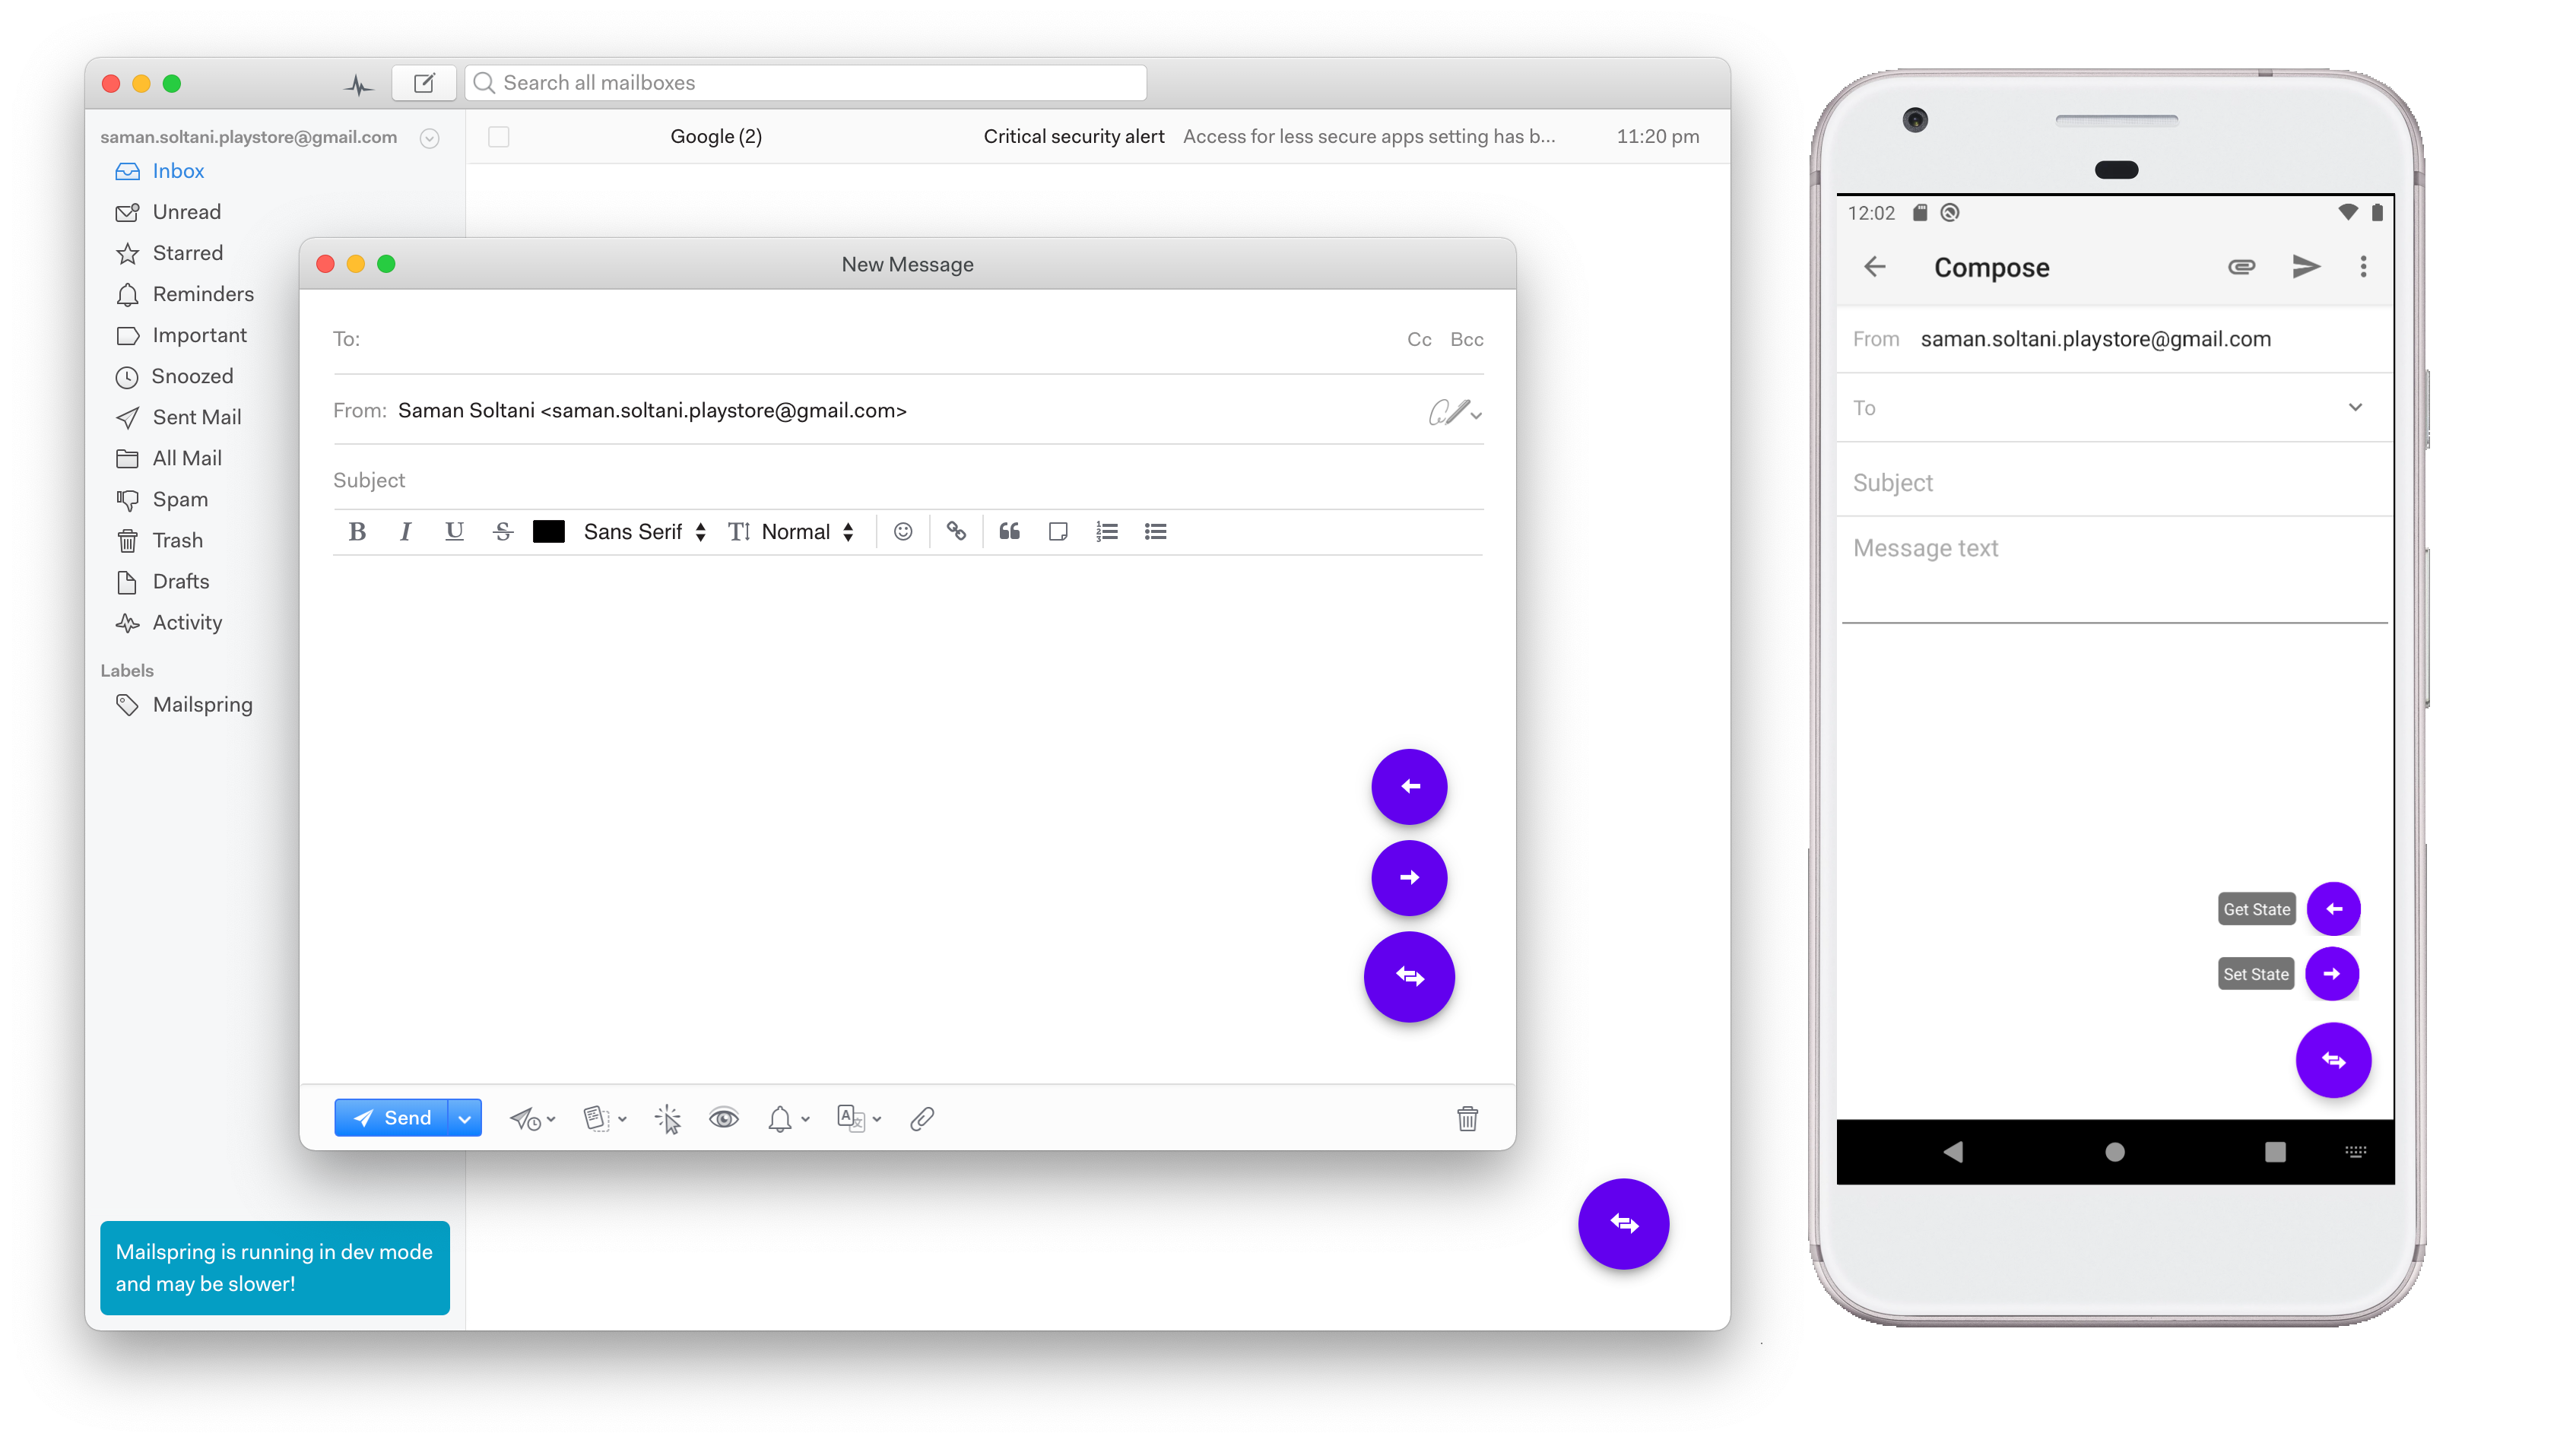 Search all mailboxes
saman.soltani.playstore@gmail.com
Inbox
Unread
Starred
Reminders
Important
Snoozed
Sent Mail
All Mail
Spam
Trash
Drafts
Activity
Labels
Mailspring
Mailspring is running in dev mode
and may be slower!
Google (2) Critical security alert Access for less secure apps setting has b... 11:20 pm
New Message
To: Cc Bcc
From: Saman Soltani <saman.soltani.playstore@gmail.com>
Subject
B I U S Sans Serif Normal
Send
12:02
Compose
From saman.soltani.playstore@gmail.com
To
Subject
Message text
Get State
Set State